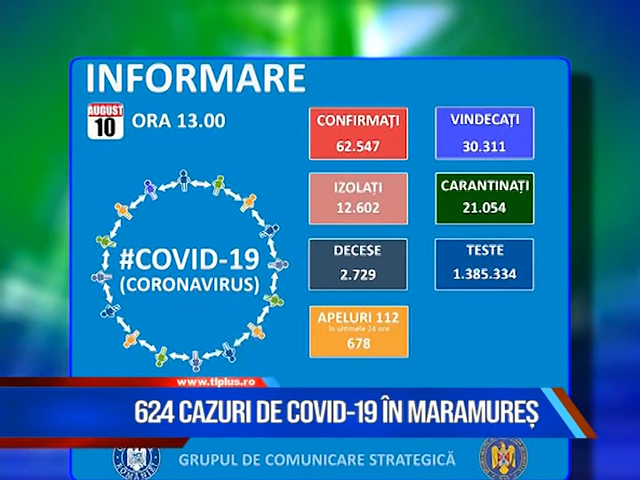 INFORMARE
AUGUST
10
ORA 13.00
CONFIRMAȚI
62.547
VINDECAȚI
30.311
IZOLAȚI
12.602
CARANTINAȚI
21.054
DECESE
2.729
TESTE
1.385.334
APELURI 112
în ultimele 24 ore
678
#COVID-19
(CORONAVIRUS)
www.tlplus.ro
624 CAZURI DE COVID-19 ÎN MARAMUREȘ
GRUPUL DE COMUNICARE STRATEGICĂ